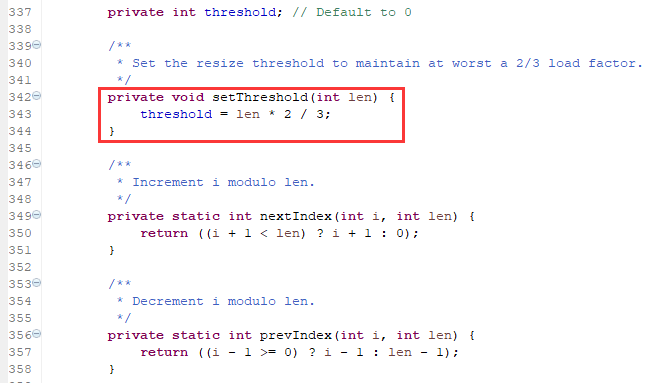 337 private int threshold; // Default to 0
338
339 /**
340 * Set the resize threshold to maintain at worst a 2/3 load factor.
341 */
342 private void setThreshold(int len) {
343 threshold = len * 2 / 3;
344 }
345
346 /**
347 * Increment i modulo len.
348 */
349 private static int nextIndex(int i, int len) {
350 return ((i + 1 < len) ? i + 1 : 0);
351 }
352
353 /**
354 * Decrement i modulo len.
355 */
356 private static int prevIndex(int i, int len) {
357 return ((i - 1 >= 0) ? i - 1 : len - 1);
358 }